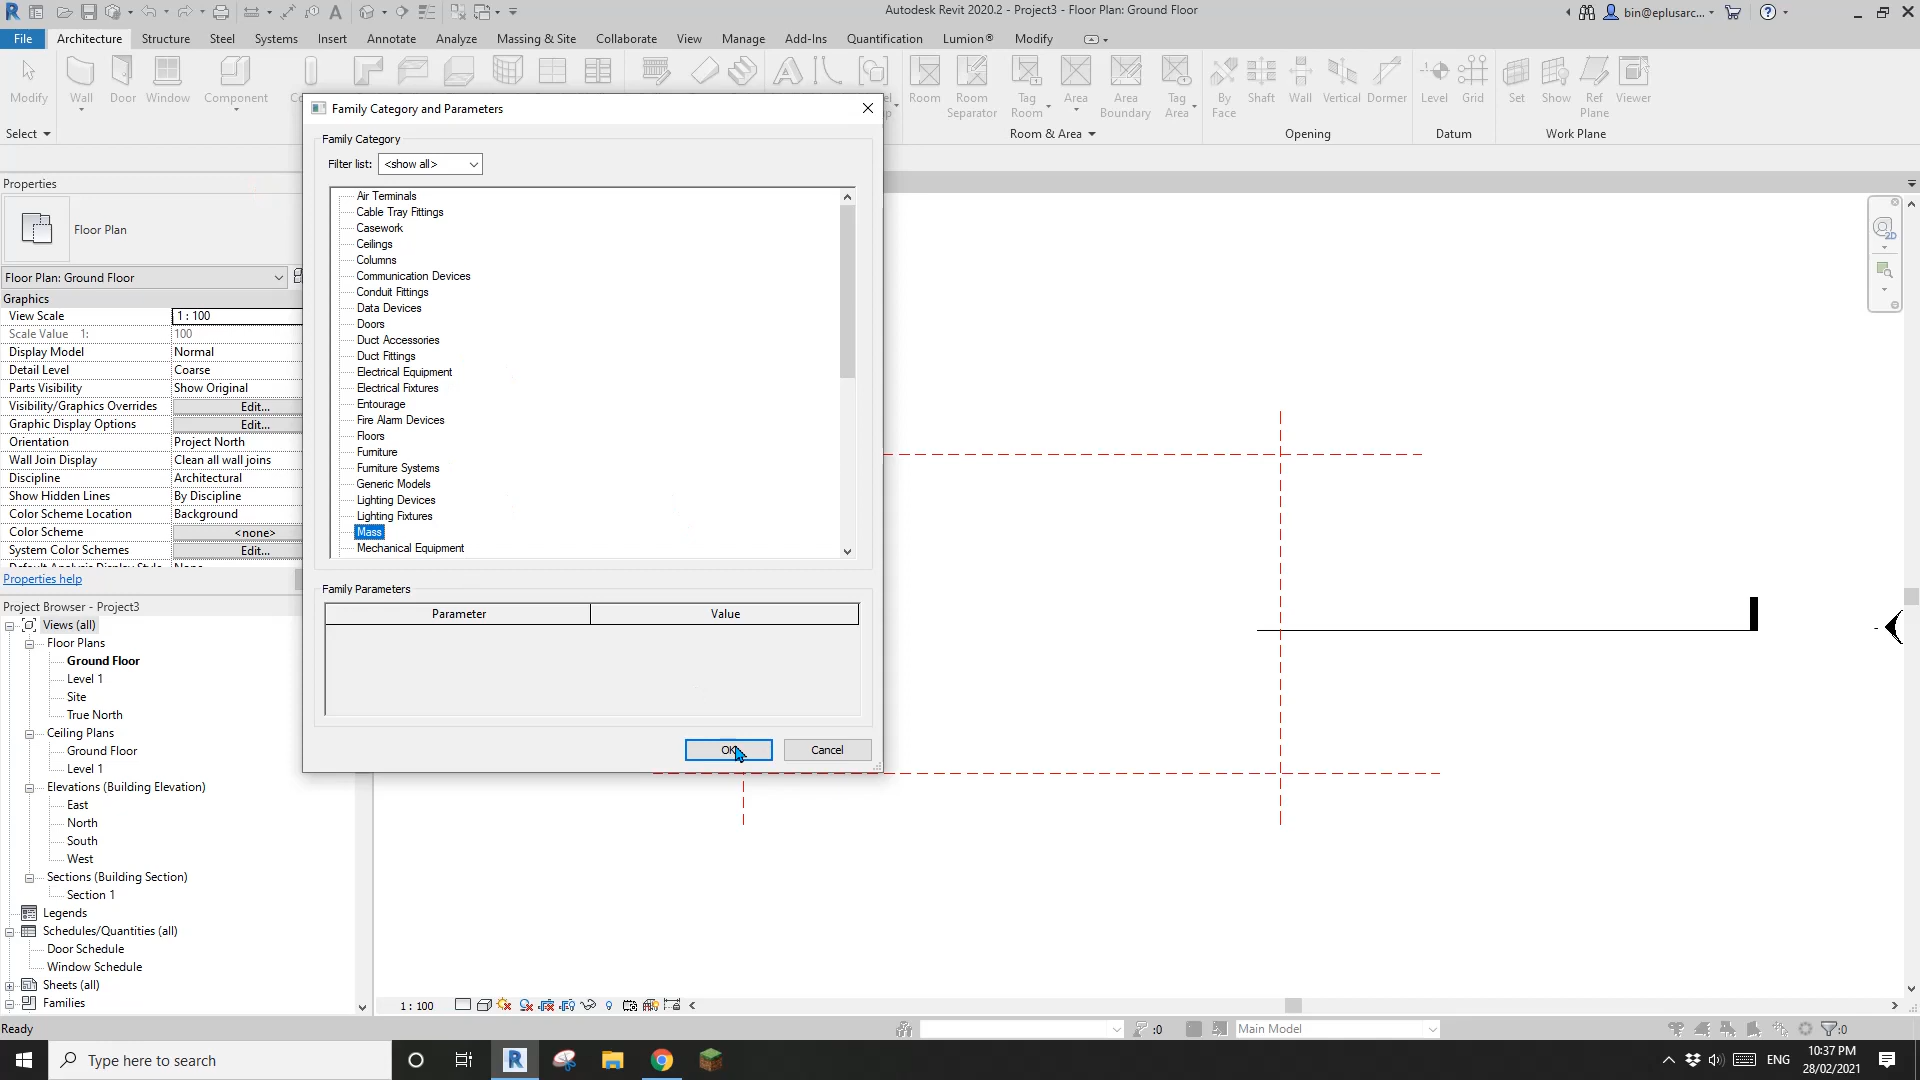 Autodesk Revit 2020.2 - Project3 - Floor Plan: Ground Floor
bin@eplusarc...
File Architecture Structure Steel Systems Insert Annotate Analyze Massing & Site Collaborate View Manage Add-Ins Quantification Lumion® Modify
Modify Wall Door Window Component
Room Room Separator Tag Room Area Area Boundary Tag Area
By Face Shaft Wall Vertical Dormer
Level Grid
Set Show Ref Plane Viewer
Select
Room & Area Opening Datum Work Plane
Family Category and Parameters
Family Category
Filter list: <show all>
Air Terminals
Cable Tray Fittings
Casework
Ceilings
Columns
Communication Devices
Conduit Fittings
Data Devices
Doors
Duct Accessories
Duct Fittings
Electrical Equipment
Electrical Fixtures
Entourage
Fire Alarm Devices
Floors
Furniture
Furniture Systems
Generic Models
Lighting Devices
Lighting Fixtures
Mass
Mechanical Equipment
Family Parameters
Parameter Value
OK Cancel
Properties
Floor Plan
Floor Plan: Ground Floor
Graphics
View Scale 1 : 100
Scale Value 1: 100
Display Model Normal
Detail Level Coarse
Parts Visibility Show Original
Visibility/Graphics Overrides Edit...
Graphic Display Options Edit...
Orientation Project North
Wall Join Display Clean all wall joins
Discipline Architectural
Show Hidden Lines By Discipline
Color Scheme Location Background
Color Scheme <none>
System Color Schemes Edit...
Properties help
Project Browser - Project3
Views (all)
Floor Plans
Ground Floor
Level 1
Site
True North
Ceiling Plans
Ground Floor
Level 1
Elevations (Building Elevation)
East
North
South
West
Sections (Building Section)
Section 1
Legends
Schedules/Quantities (all)
Door Schedule
Window Schedule
Sheets (all)
Families
2D
1 : 100
Ready
:0
Main Model
:0
Type here to search
ENG
10:37 PM
28/02/2021